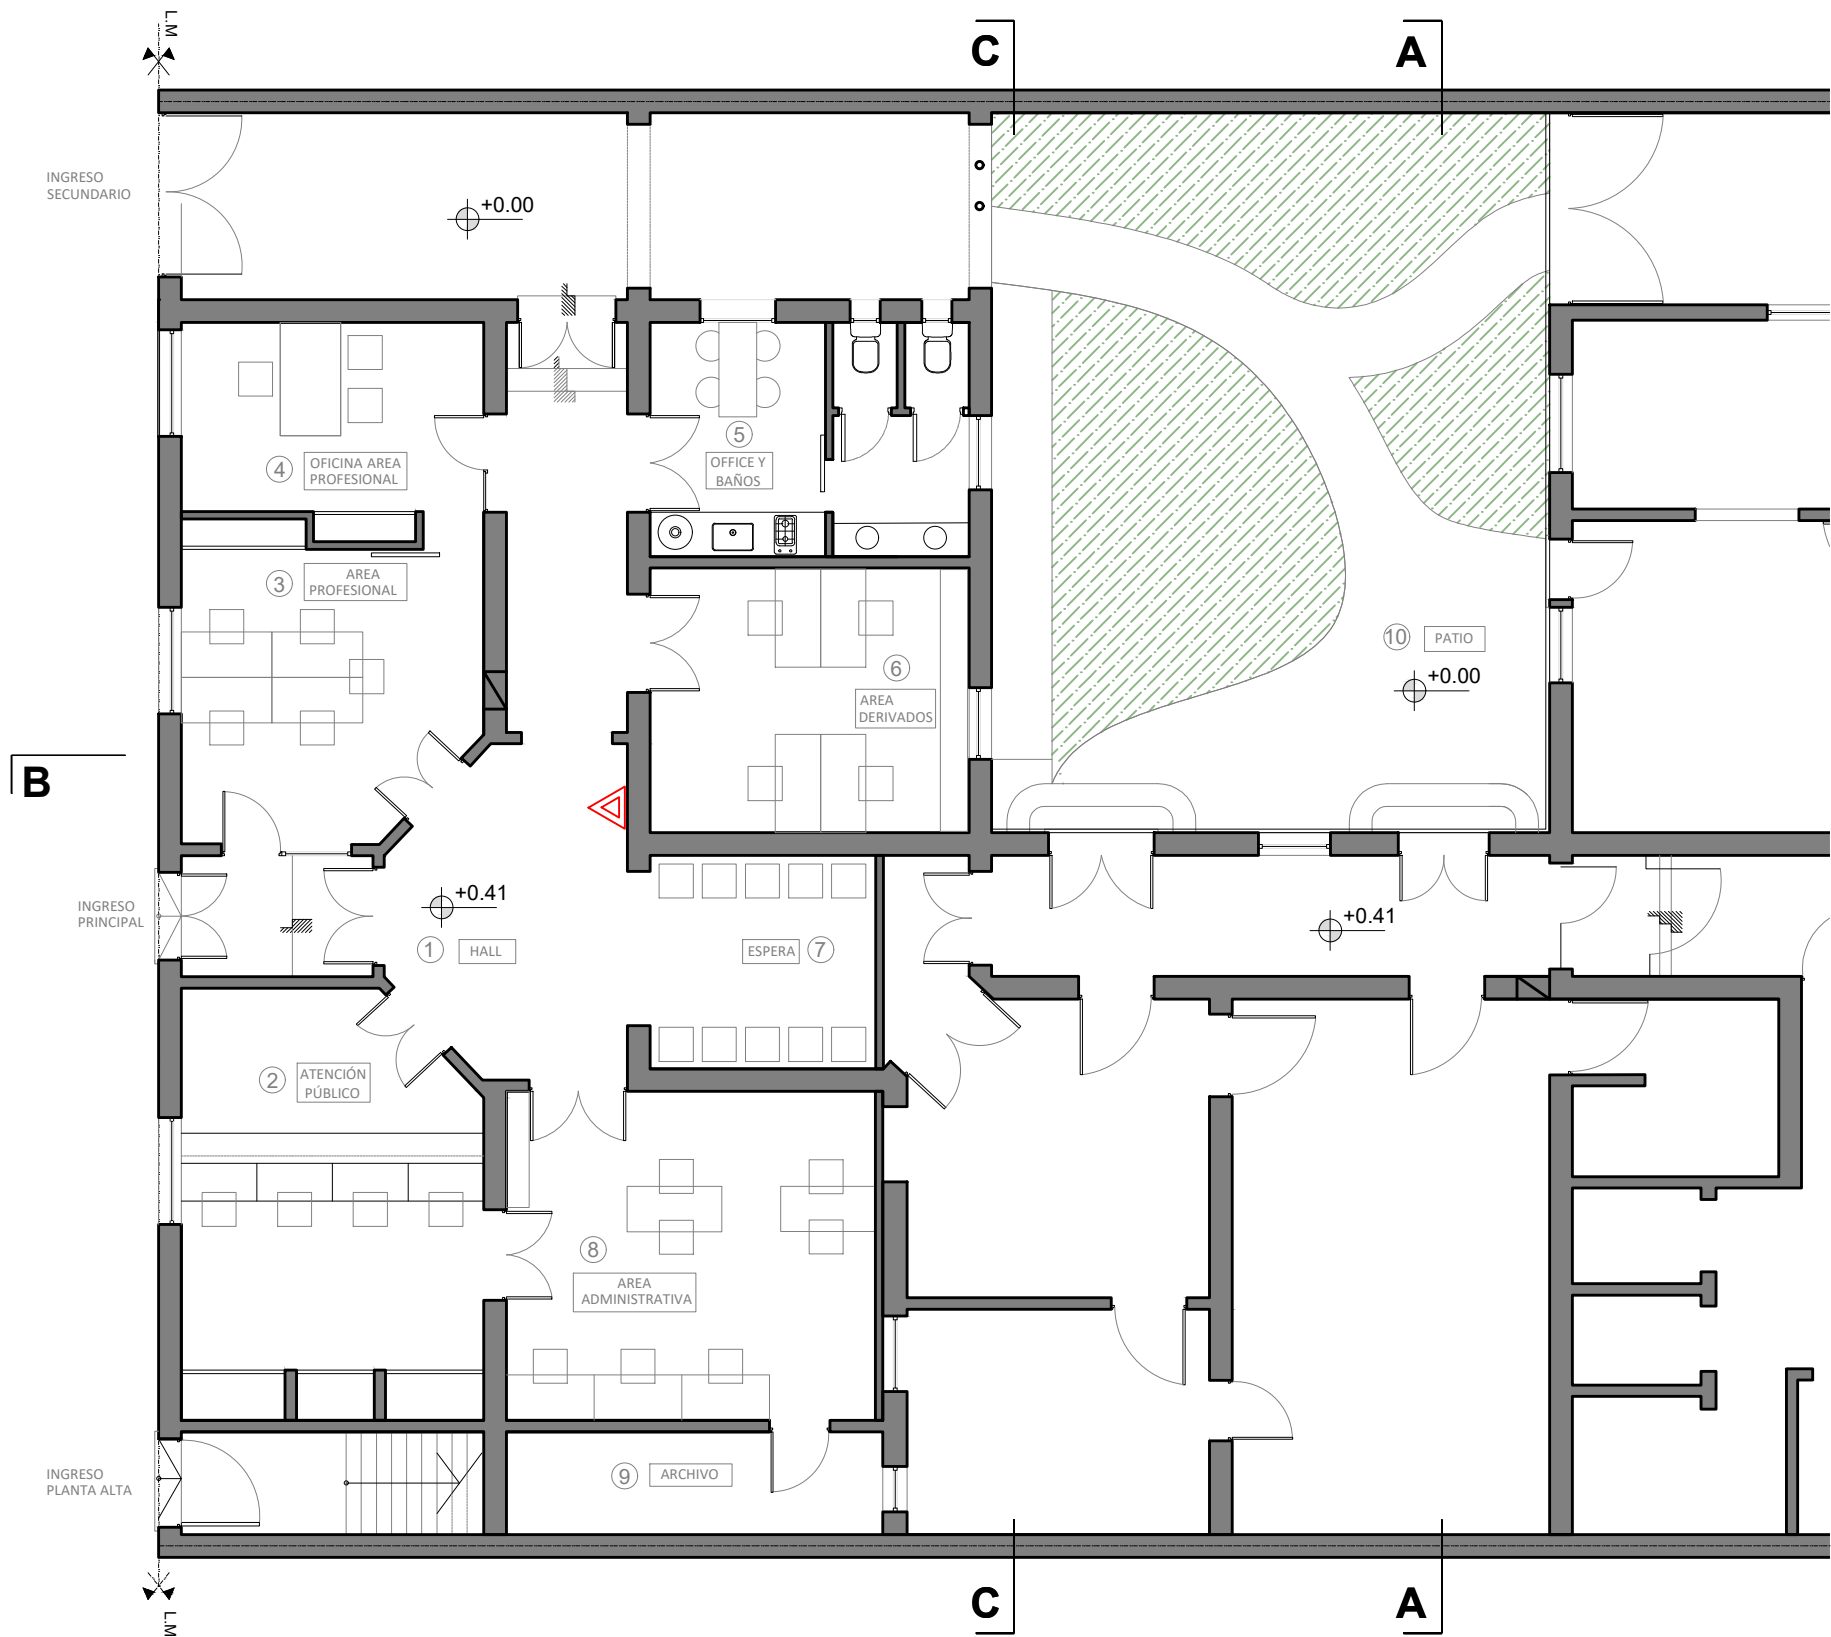 L.M
C
A
INGRESO
SECUNDARIO
+0.00
4
OFICINA AREA
PROFESIONAL
5
OFFICE Y
BAÑOS
3
AREA
PROFESIONAL
6
AREA
DERIVADOS
10
PATIO
+0.00
B
INGRESO
PRINCIPAL
+0.41
1
HALL
ESPERA
7
+0.41
2
ATENCIÓN
PÚBLICO
8
AREA
ADMINISTRATIVA
INGRESO
PLANTA ALTA
9
ARCHIVO
C
A
L.M